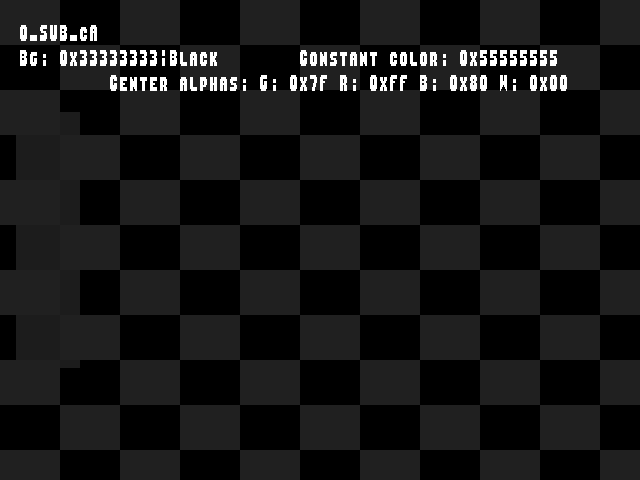 0_SUB_cA
Bg: 0x33333333¦Black Constant color: 0x55555555
Center alphas: G: 0x7F R: 0xFF B: 0x80 W: 0x00